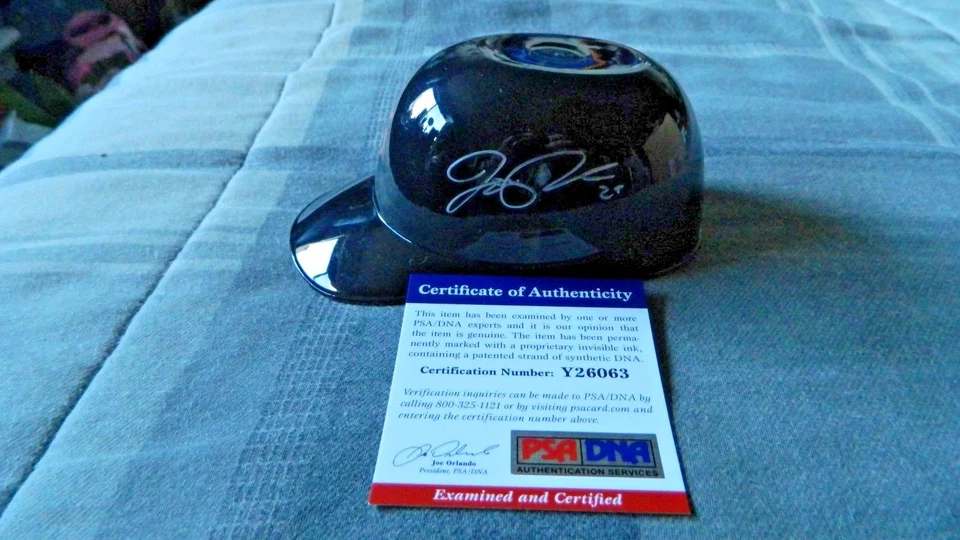 25
Certificate of Authenticity
This item has been examined by one or more
PSA/DNA experts and it is our opinion that
the item is genuine. The item has been perma-
nently marked with a proprietary invisible ink,
containing a patented strand of synthetic DNA.
Certification Number: Y26063
Verification inquiries can be made to PSA/DNA by
calling 800-325-1121 or by visiting psacard.com and
entering the certification number above.
Joe Orlando
President, PSA/DNA
PSA DNA
AUTHENTICATION SERVICES
Examined and Certified